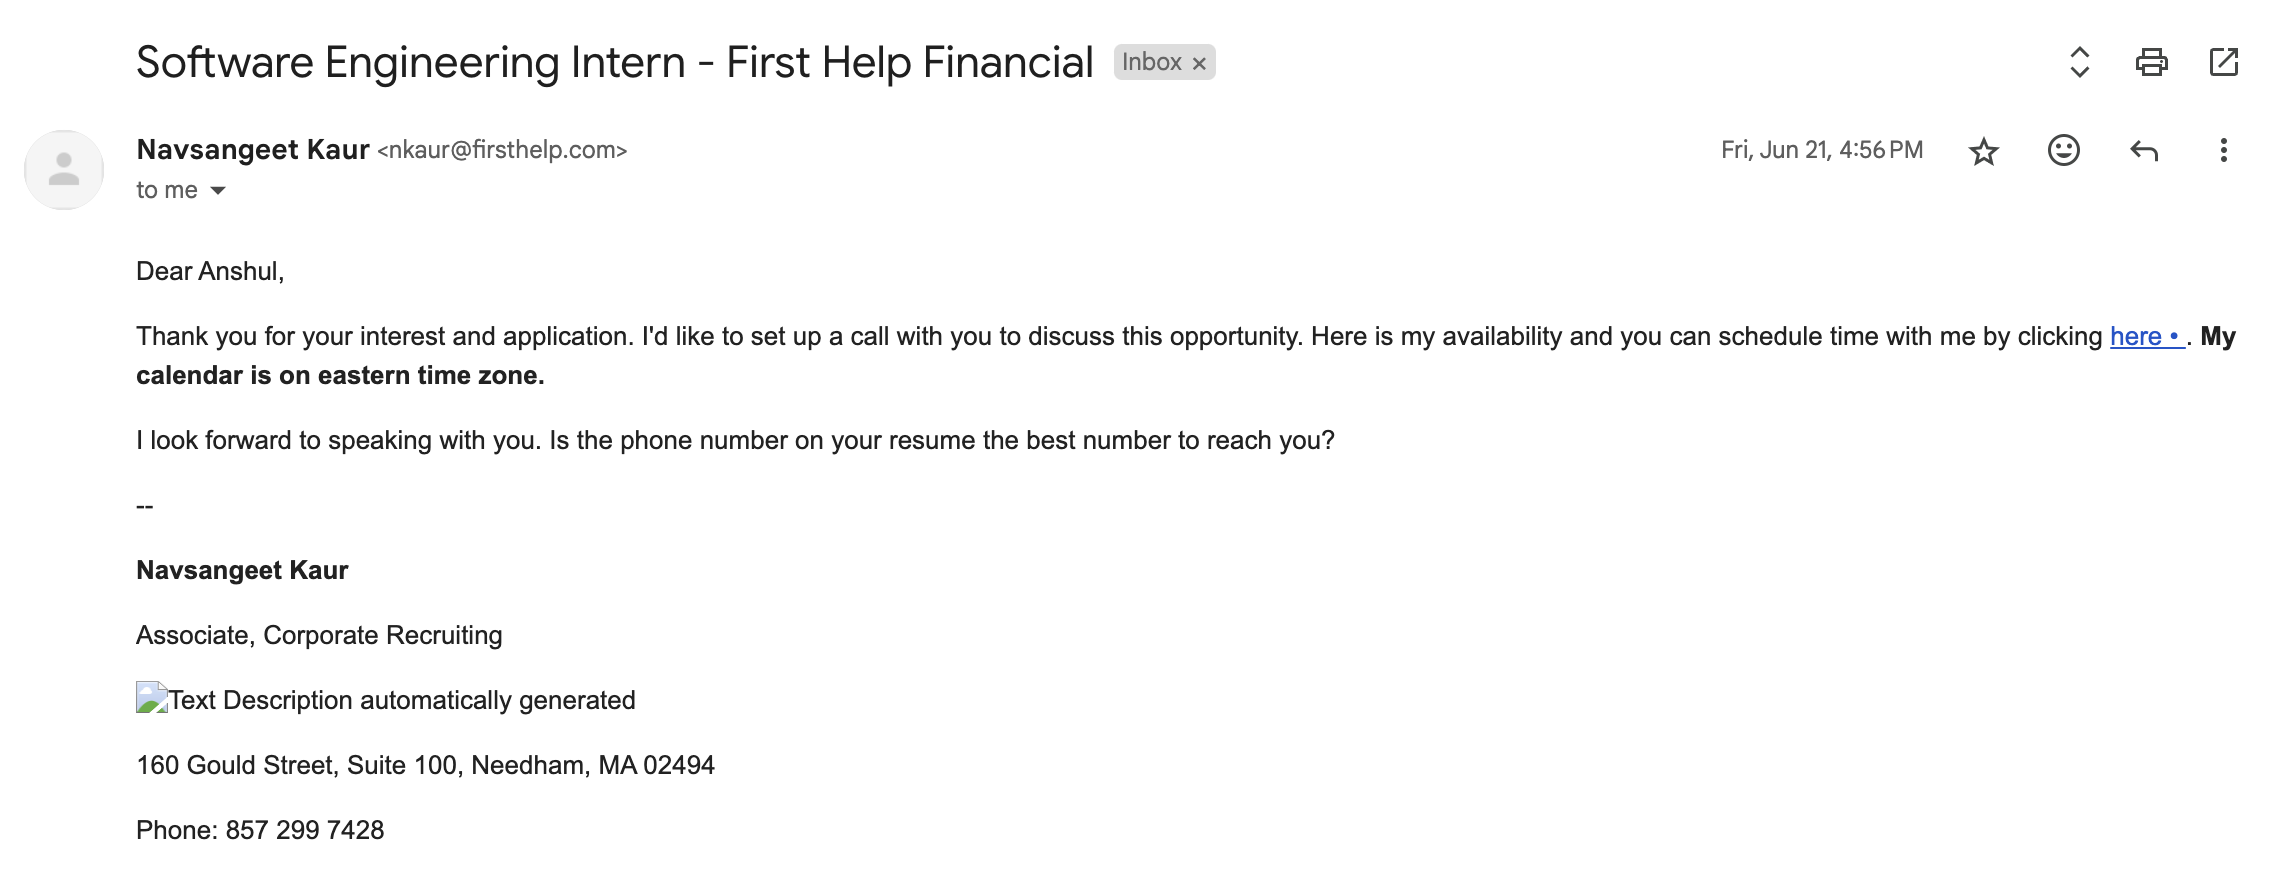 Software Engineering Intern - First Help Financial Inbox ×
Navsangeet Kaur <nkaur@firsthelp.com> Fri, Jun 21, 4:56 PM
to me
Dear Anshul,
Thank you for your interest and application. I'd like to set up a call with you to discuss this opportunity. Here is my availability and you can schedule time with me by clicking here • . My
calendar is on eastern time zone.
I look forward to speaking with you. Is the phone number on your resume the best number to reach you?
--
Navsangeet Kaur
Associate, Corporate Recruiting
Text Description automatically generated
160 Gould Street, Suite 100, Needham, MA 02494
Phone: 857 299 7428